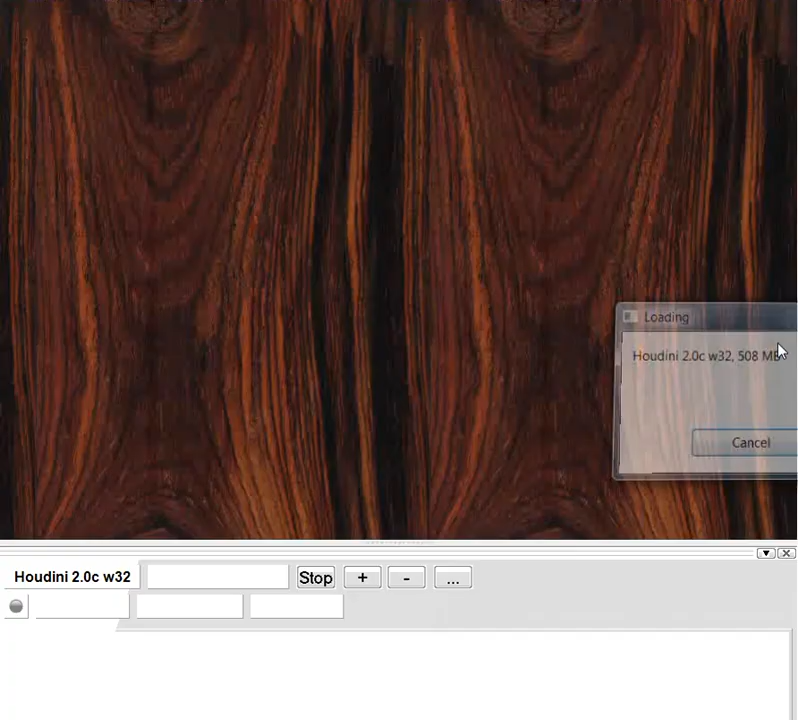 Loading
Houdini 2.0c w32, 508 MB
Cancel
Houdini 2.0c w32
Stop
+
-
...